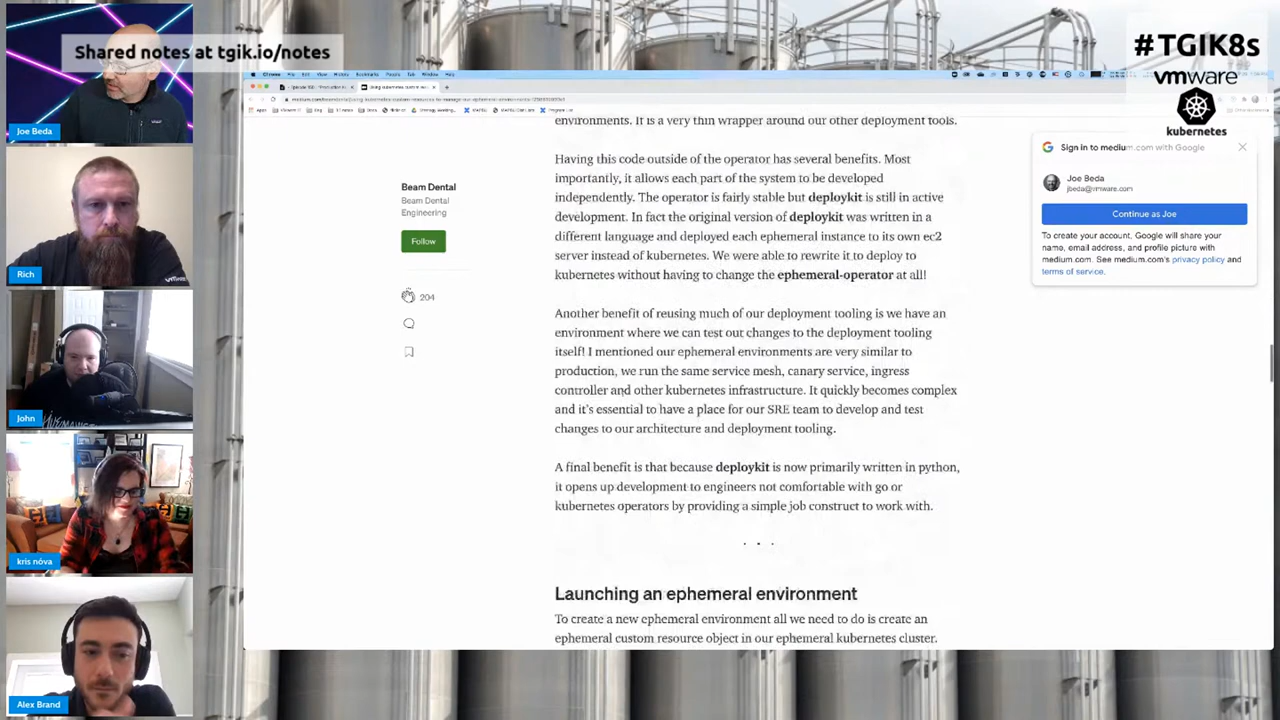 Shared notes at tgik.io/notes
#TGIK8s
vmware
kubernetes
Joe Beda
Rich
John
kris nóva
Alex Brand
Chrome File Edit View History Bookmarks People Tab Window Help
environments. It is a very thin wrapper around our other deployment tools.
Having this code outside of the operator has several benefits. Most
importantly, it allows each part of the system to be developed
independently. The operator is fairly stable but deploykit is still in active
development. In fact the original version of deploykit was written in a
different language and deployed each ephemeral instance to its own ec2
server instead of kubernetes. We were able to rewrite it to deploy to
kubernetes without having to change the ephemeral-operator at all!
Another benefit of reusing much of our deployment tooling is we have an
environment where we can test out changes to the deployment tooling
itself! I mentioned our ephemeral environments are very similar to
production, we run the same service mesh, canary service, ingress
controller and other kubernetes infrastructure. It quickly becomes complex
and it's essential to have a place for our SRE team to develop and test
changes to our architecture and deployment tooling.
A final benefit is that because deploykit is now primarily written in python,
it opens up development to engineers not comfortable with go or
kubernetes operators by providing a simple job construct to work with.
Launching an ephemeral environment
To create a new ephemeral environment all we need to do is create an
ephemeral custom resource object in our ephemeral kubernetes cluster.
Beam Dental
Beam Dental
Engineering
Follow
204
Sign in to medium.com with Google
Joe Beda
jbeda@vmware.com
Continue as Joe
To create your account, Google will share your
name, email address, and profile picture with
medium.com. See medium.com's privacy policy and
terms of service.